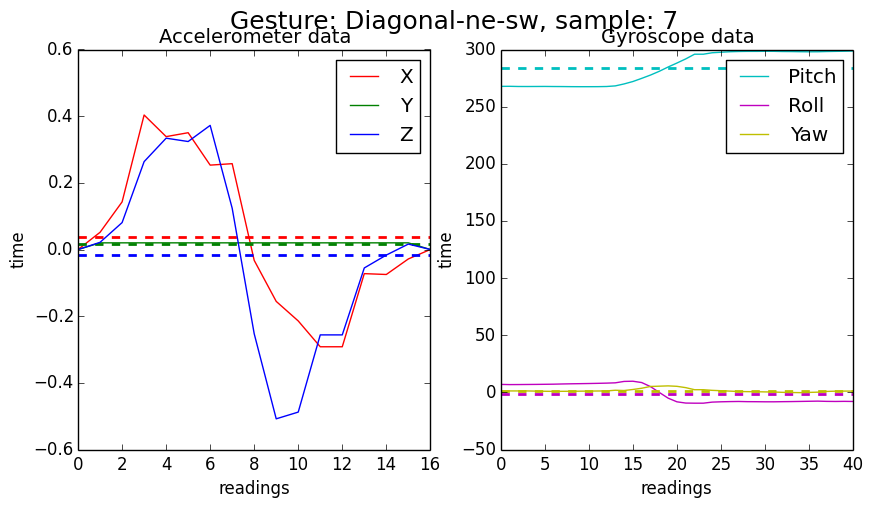 Gesture: Diagonal-ne-sw, sample: 7
Accelerometer data
0.6
0.4
0.2
0.0
−0.2
−0.4
−0.6
time
0 2 4 6 8 10 12 14 16
readings
X
Y
Z
Gyroscope data
300
250
200
150
100
50
0
−50
time
0 5 10 15 20 25 30 35 40
readings
Pitch
Roll
Yaw